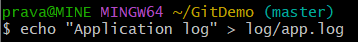 prava@MINE MINGW64 ~/GitDemo (master)
$ echo "Application log" > log/app.log